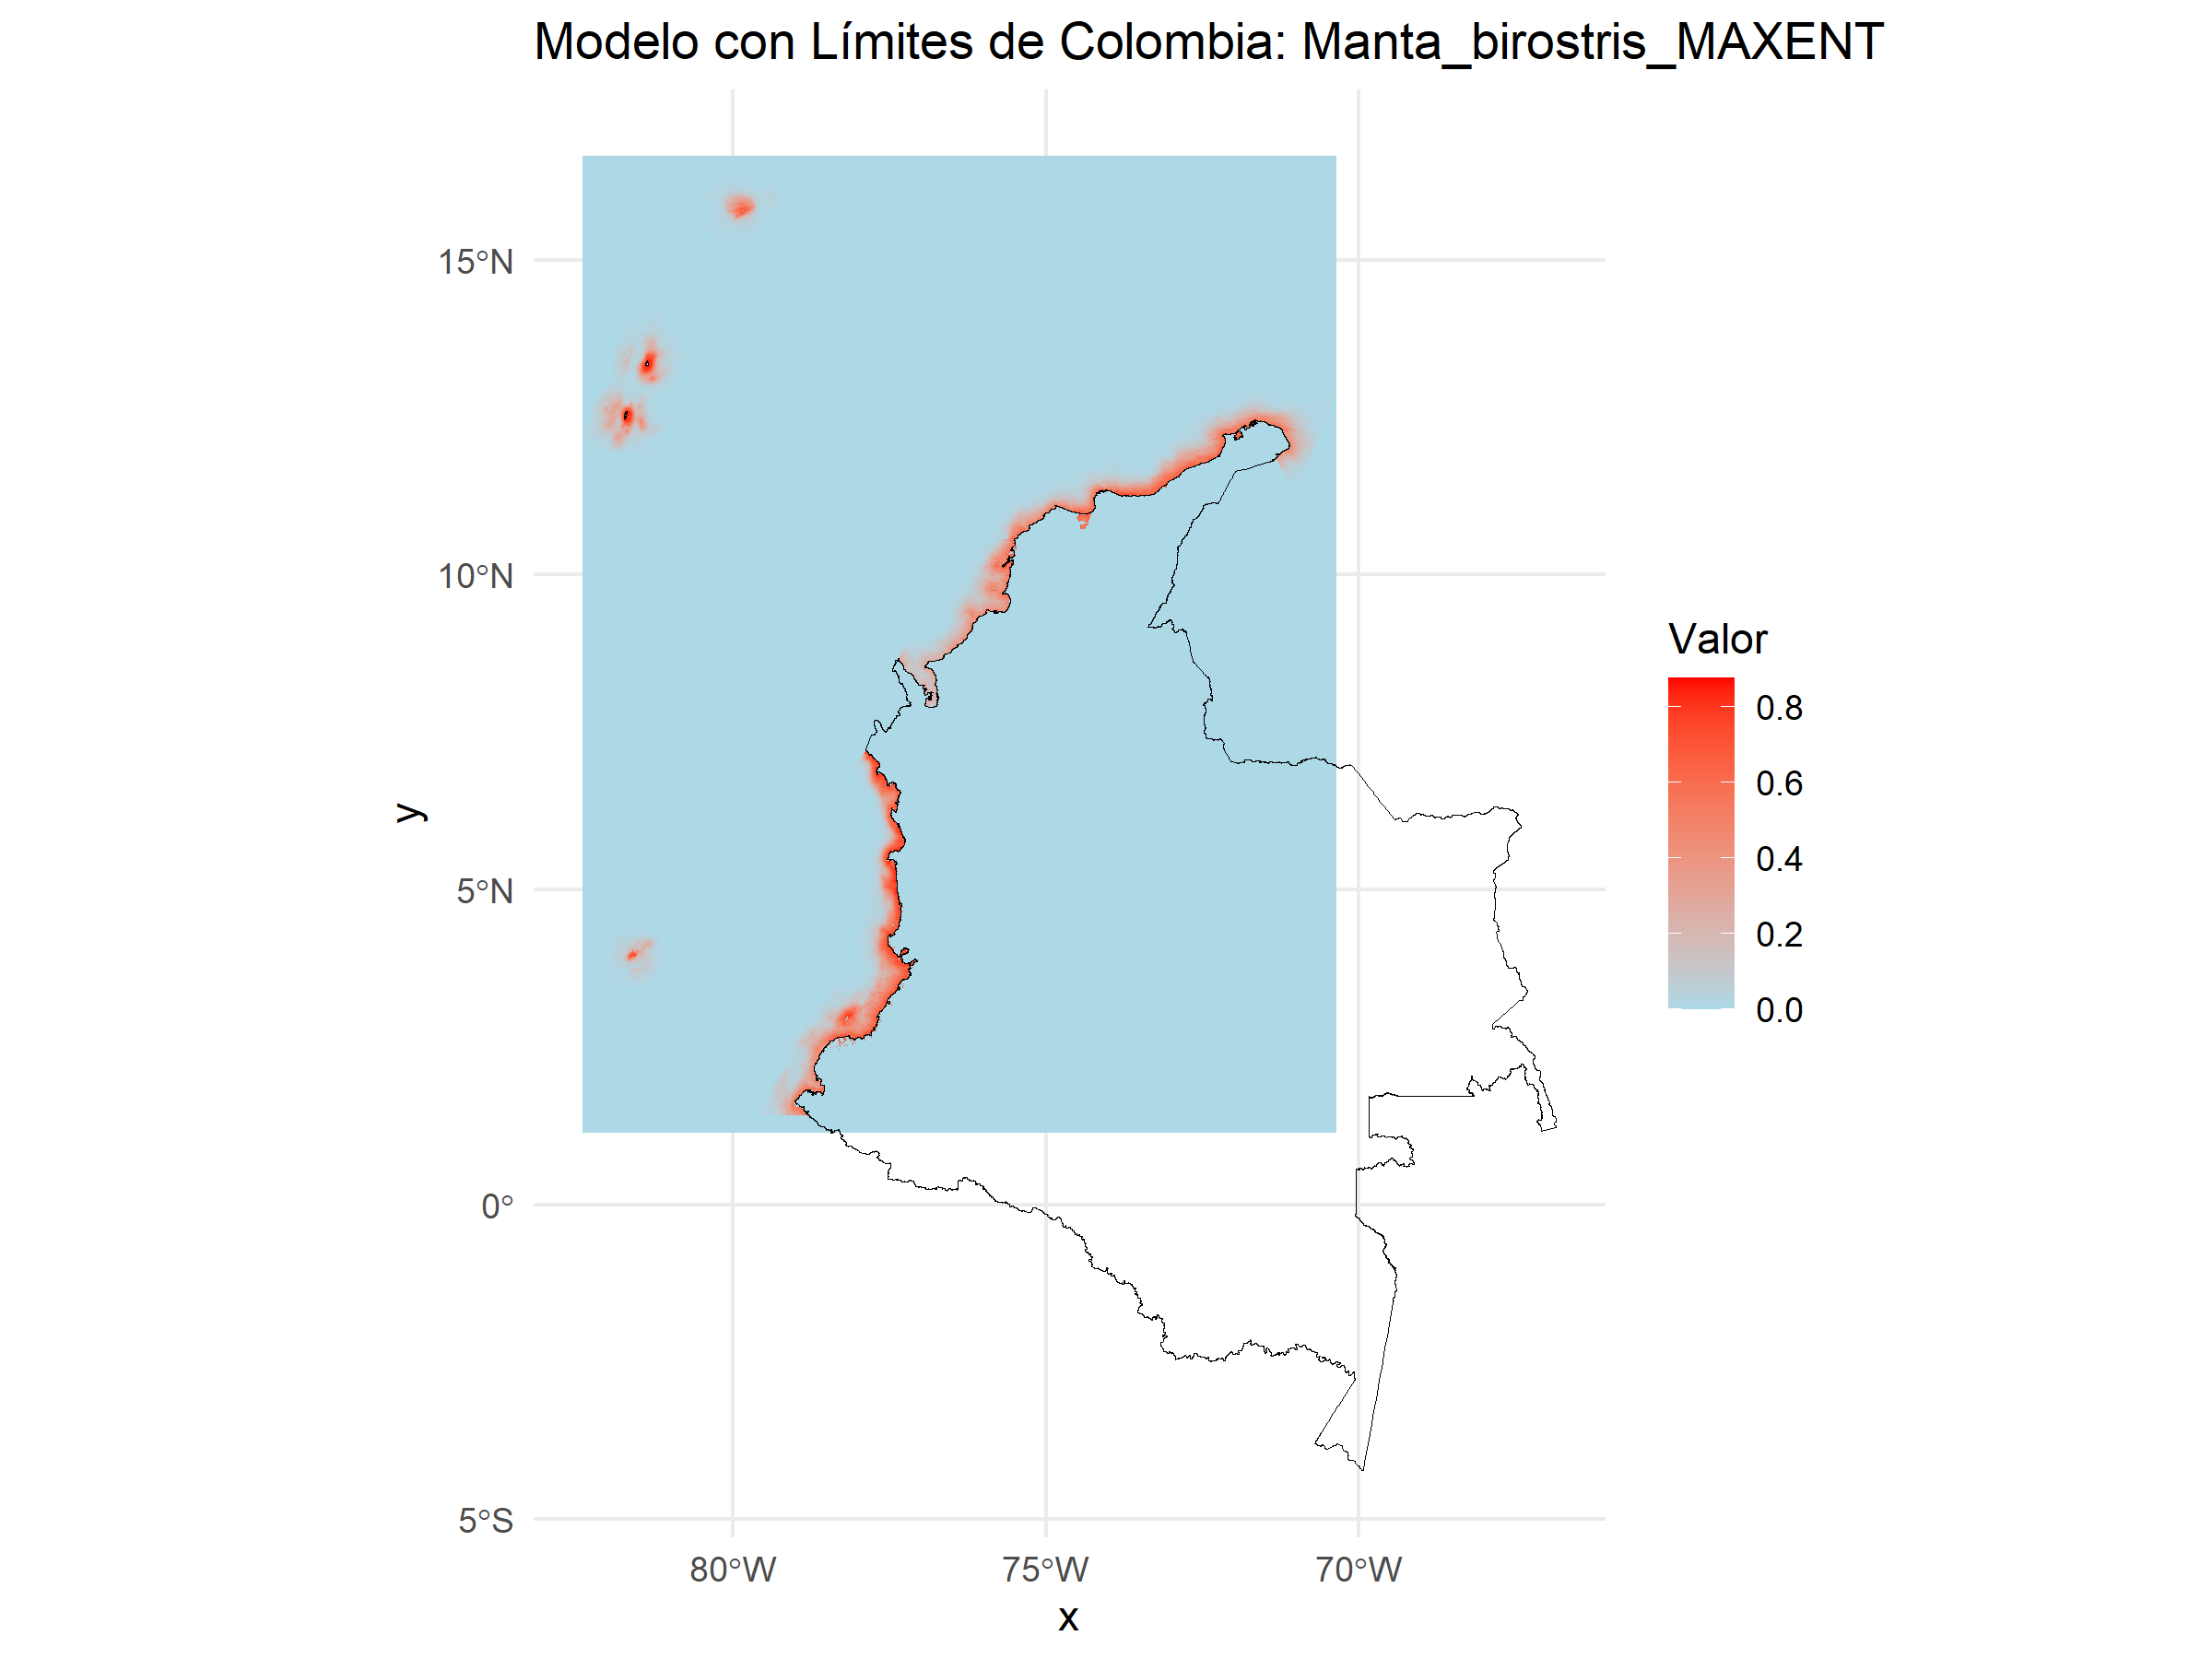 Modelo con Límites de Colombia: Manta_birostris_MAXENT
15°N
10°N
5°N
0°
5°S
y
80°W
75°W
70°W
x
Valor
0.8
0.6
0.4
0.2
0.0